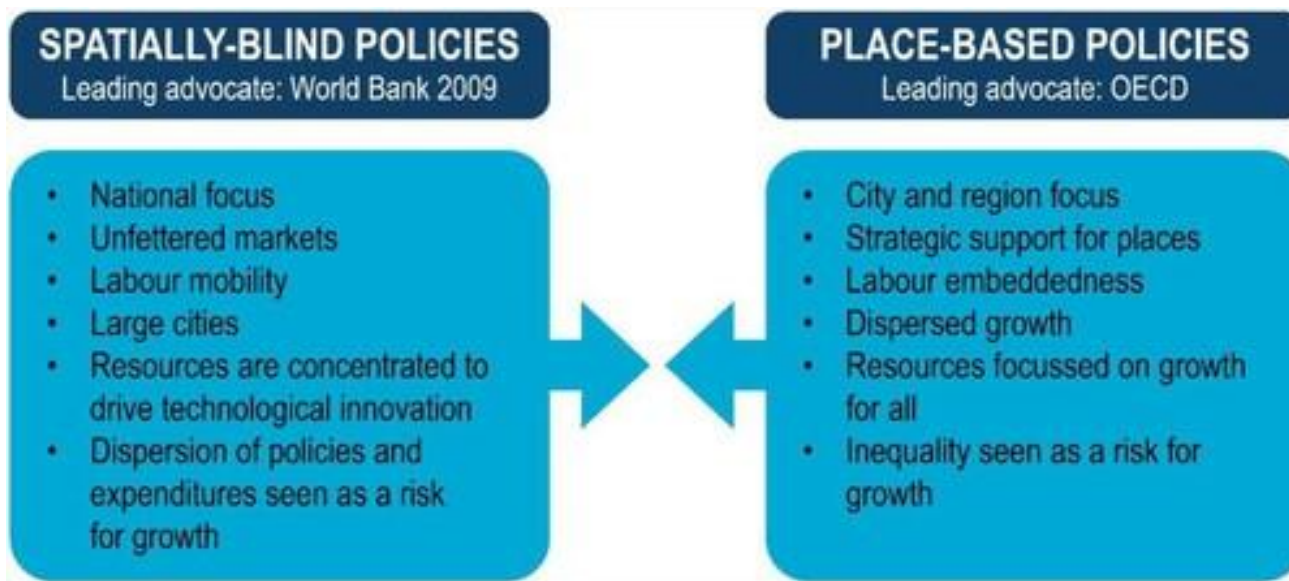 SPATIALLY-BLIND POLICIES
Leading advocate: World Bank 2009
• National focus
• Unfettered markets
• Labour mobility
• Large cities
• Resources are concentrated to
drive technological innovation
• Dispersion of policies and
expenditures seen as a risk
for growth
PLACE-BASED POLICIES
Leading advocate: OECD
• City and region focus
• Strategic support for places
• Labour embeddedness
• Dispersed growth
• Resources focussed on growth
for all
• Inequality seen as a risk for
growth